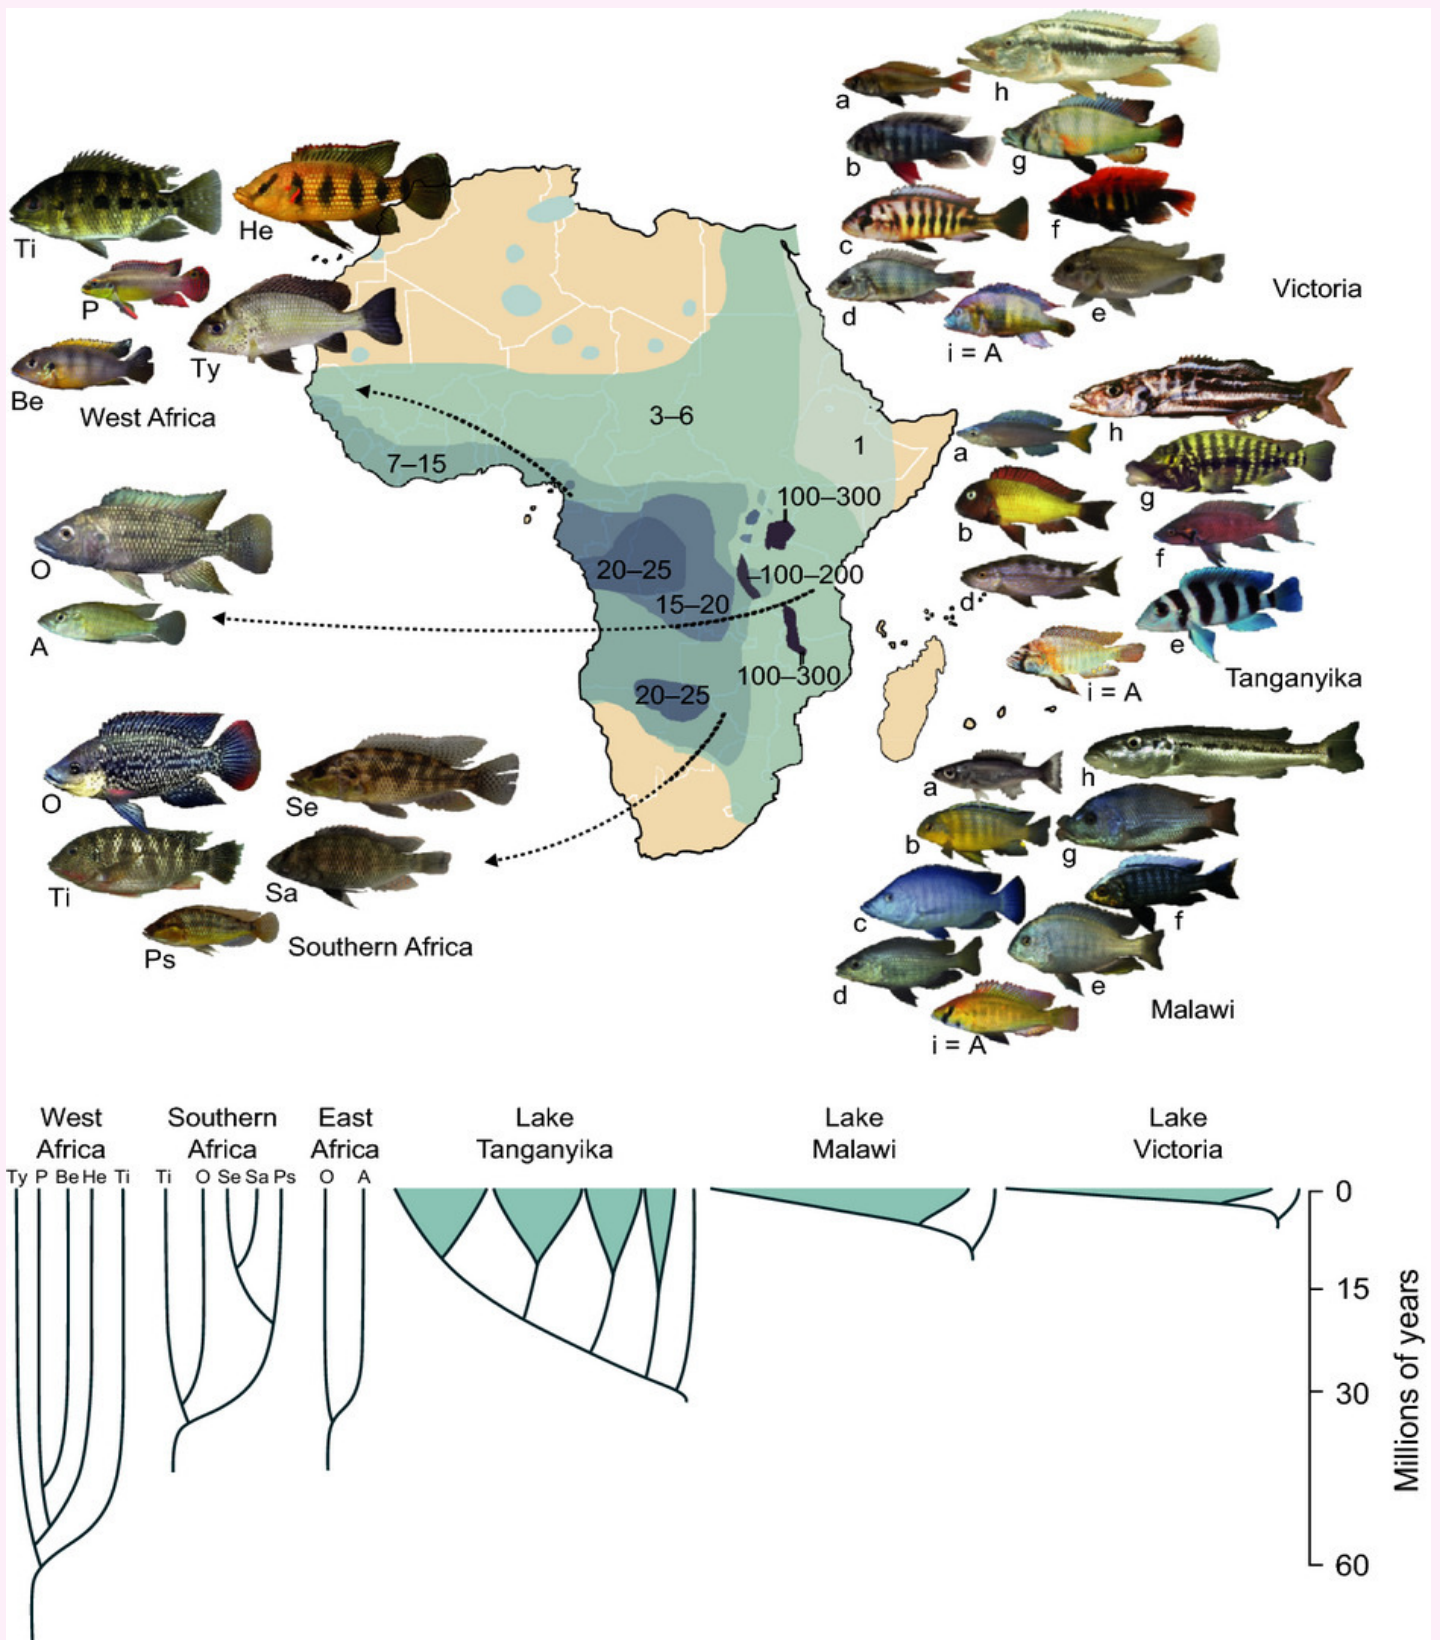 h
a
b
g
c
f
d
e
i = A
Victoria
Ti
He
P
Ty
Be
West Africa
3–6
1
7–15
100–300
20–25
–100–200
15–20
100–300
20–25
h
a
g
b
f
d
e
i = A
Tanganyika
O
A
O
Se
Ti
Sa
Ps
Southern Africa
a
h
b
g
c
f
d
e
i = A
Malawi
West
Africa
Southern
Africa
East
Africa
Lake
Tanganyika
Lake
Malawi
Lake
Victoria
Ty P Be He Ti
Ti O Se Sa Ps
O A
0
15
30
60
Millions of years